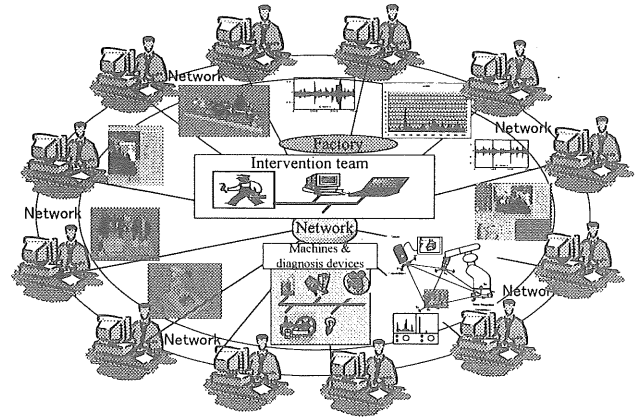 Network
Factory
Network
Intervention team
Network
Network
Machines &
diagnosis devices
Network
Network